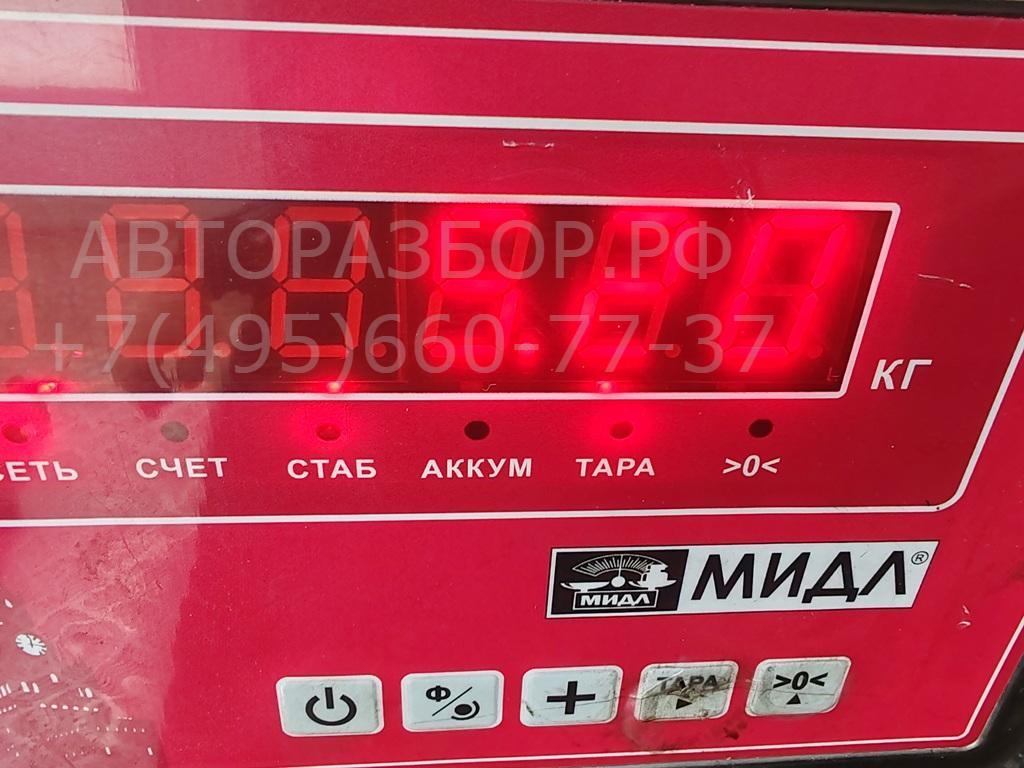 АВТОРАЗБОР.РФ
+7(495)660-77-37
КГ
СЕТЬ СЧЕТ СТАБ АККУМ ТАРА >0<
МИДЛ МИДЛ®
Ф ТАРА >0<